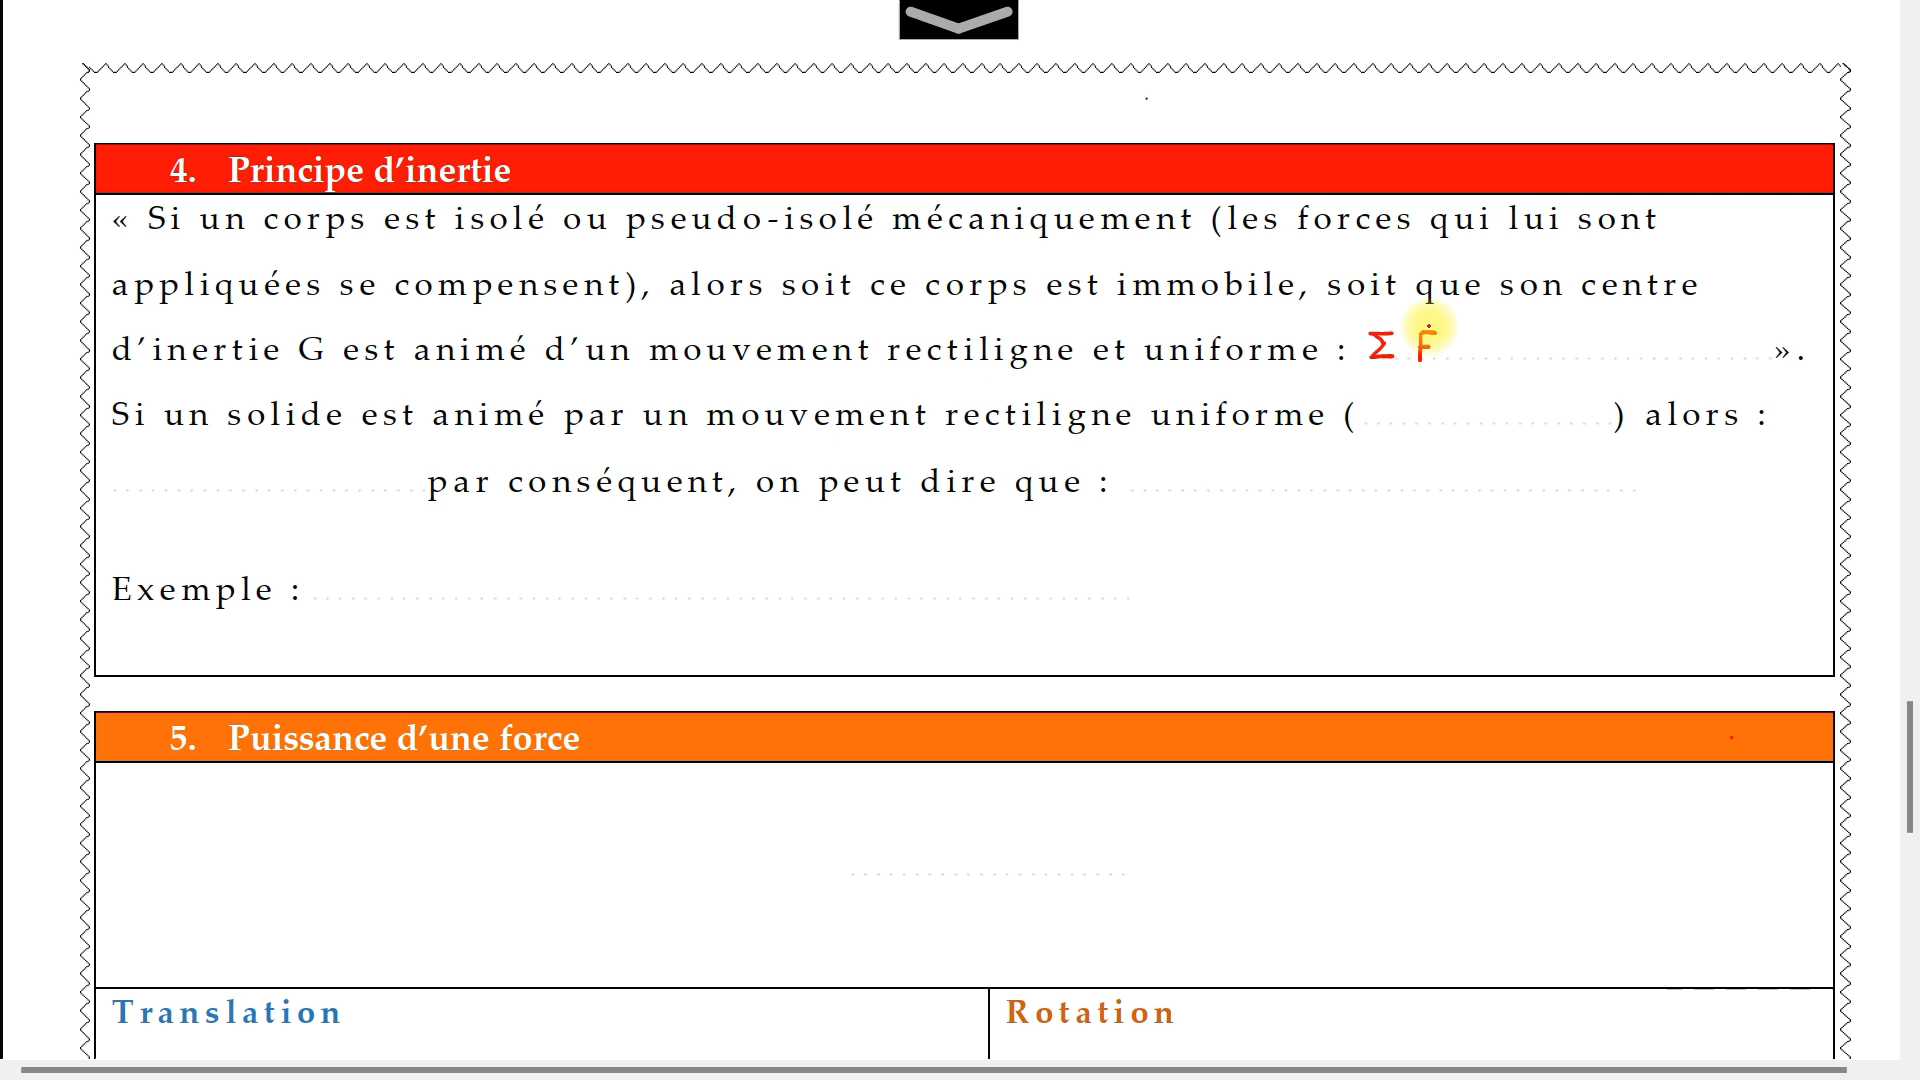 4. Principe d’inertie
« Si un corps est isolé ou pseudo-isolé mécaniquement (les forces qui lui sont
appliquées se compensent), alors soit ce corps est immobile, soit que son centre
d’inertie G est animé d’un mouvement rectiligne et uniforme : Σ F ».
Si un solide est animé par un mouvement rectiligne uniforme (....................) alors :
.........................par conséquent, on peut dire que : ........................................
Exemple : .................................................................
5. Puissance d’une force
......................
Translation
Rotation